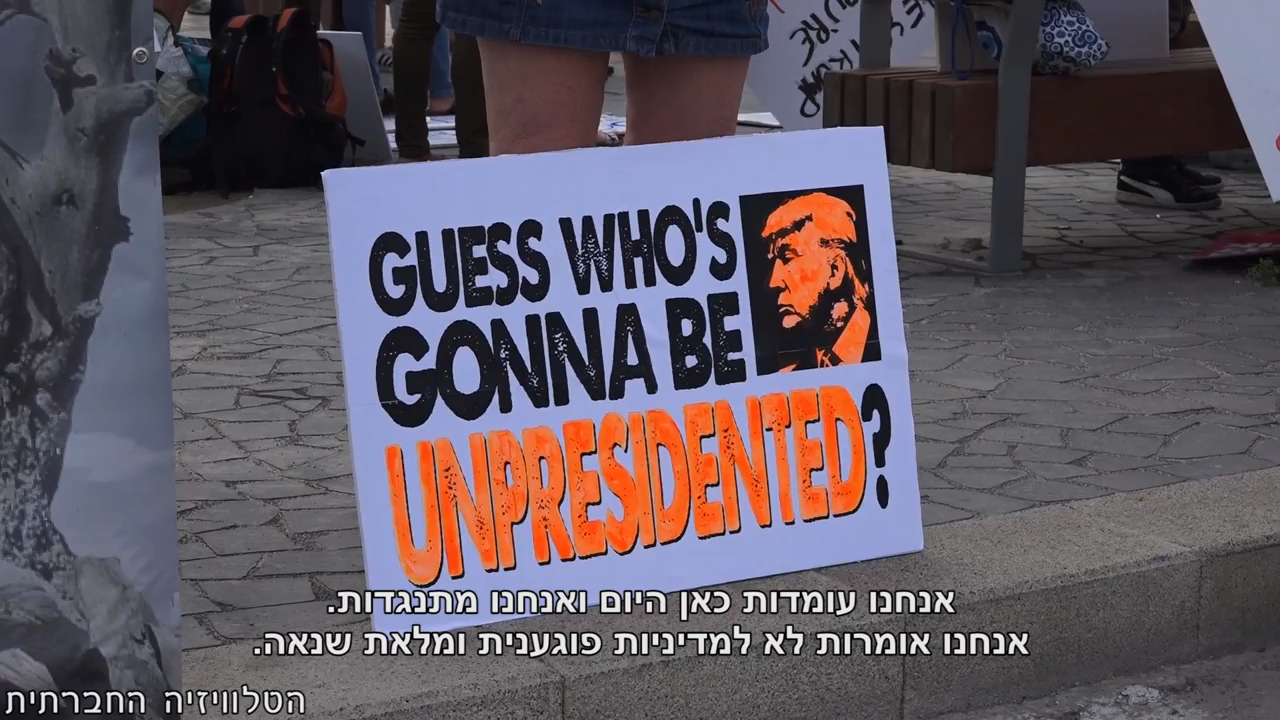 GUESS WHO'S
GONNA BE
UNPRESIDENTED?
אנחנו עומדות כאן היום ואנחנו מתנגדות.
אנחנו אומרות לא למדיניות פוגענית ומלאת שנאה.
הטלוויזיה החברתית